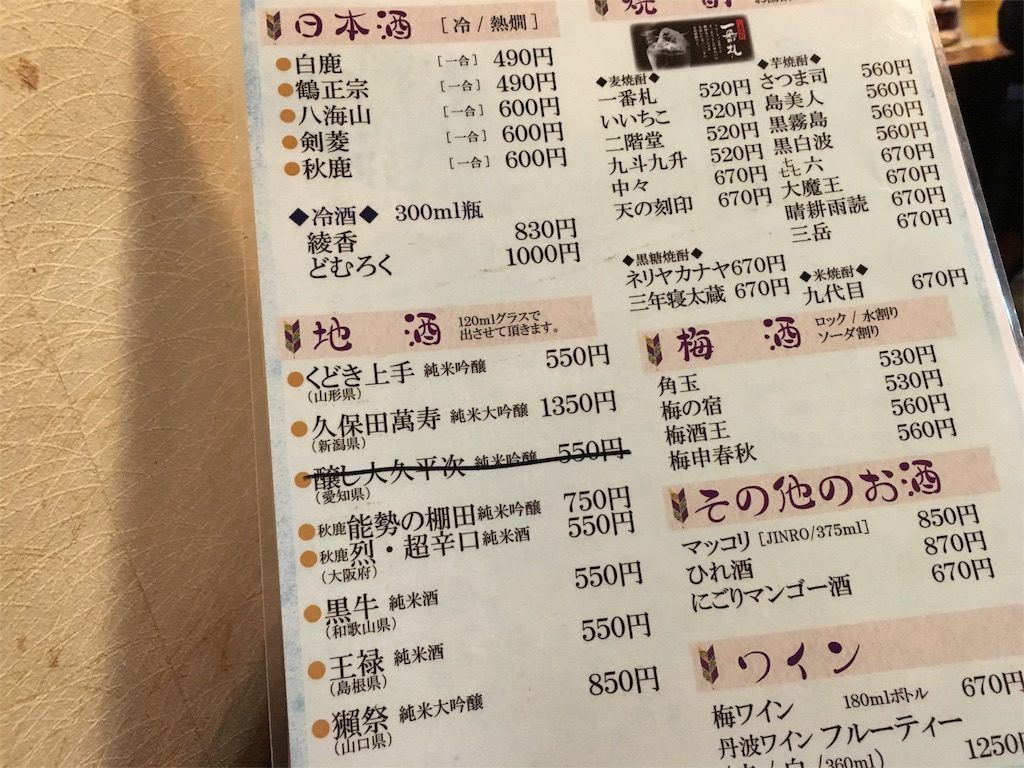 日本酒 [冷/熱燗]
白鹿 [一合] 490円
鶴正宗 [一合] 490円
八海山 [一合] 600円
剣菱 [一合] 600円
秋鹿 [一合] 600円
◆冷酒◆ 300ml瓶
綾香 830円
どむろく 1000円
地 酒 120mlグラスで
出させて頂きます。
くどき上手 純米吟醸 550円
(山形県)
久保田萬寿 純米大吟醸 1350円
(新潟県)
醸し人久平次 純米吟醸 550円
(愛知県)
秋鹿 能勢の棚田 純米吟醸 750円
秋鹿 烈・超辛口 純米酒 550円
(大阪府)
黒牛 純米酒 550円
(和歌山県)
王禄 純米酒 550円
(島根県)
獺祭 純米大吟醸 850円
(山口県)
焼 酎
一番札
◆麦焼酎◆
一番札 520円
いいちこ 520円
二階堂 520円
九斗九升 520円
中々 670円
天の刻印 670円
◆芋焼酎◆
さつま司 560円
島美人 560円
黒霧島 560円
黒白波 560円
㐂六 670円
大魔王 670円
晴耕雨読 670円
三岳 670円
◆黒糖焼酎◆
ネリヤカナヤ 670円
三年寝太蔵 670円
◆米焼酎◆
九代目 670円
梅 酒 ロック/水割り
ソーダ割り
角玉 530円
梅の宿 530円
梅酒王 560円
梅申春秋 560円
その他のお酒
マッコリ [JINRO/375ml] 850円
ひれ酒 870円
にごりマンゴー酒 670円
ワイン
梅ワイン 180mlボトル 670円
丹波ワイン フルーティー
(赤/白/360ml) 1250円